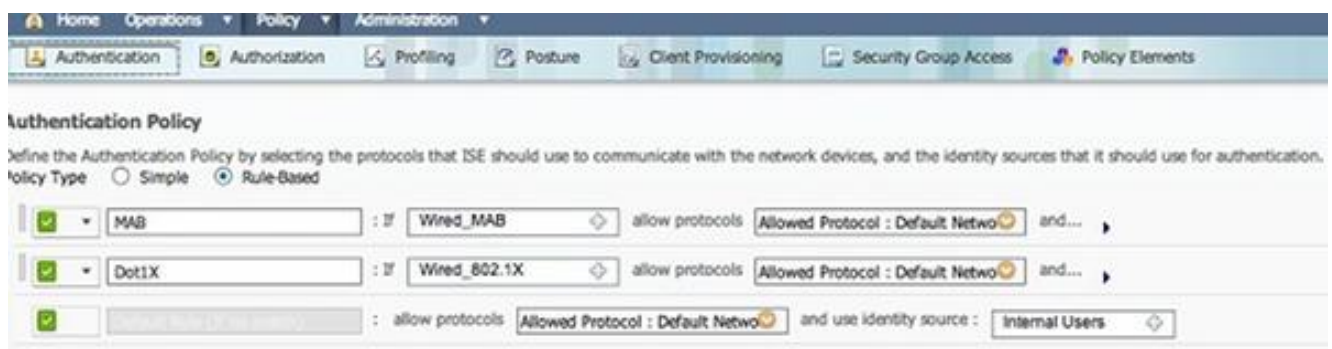 Home Operations Policy Administration
Authentication Authorization Profiling Posture Client Provisioning Security Group Access Policy Elements
Authentication Policy
Define the Authentication Policy by selecting the protocols that ISE should use to communicate with the network devices, and the identity sources that it should use for authentication.
Policy Type Simple Rule-Based
MAB : If Wired_MAB allow protocols Allowed Protocol : Default Netwo and...
Dot1X : If Wired_802.1X allow protocols Allowed Protocol : Default Netwo and...
: allow protocols Allowed Protocol : Default Netwo and use identity source : Internal Users